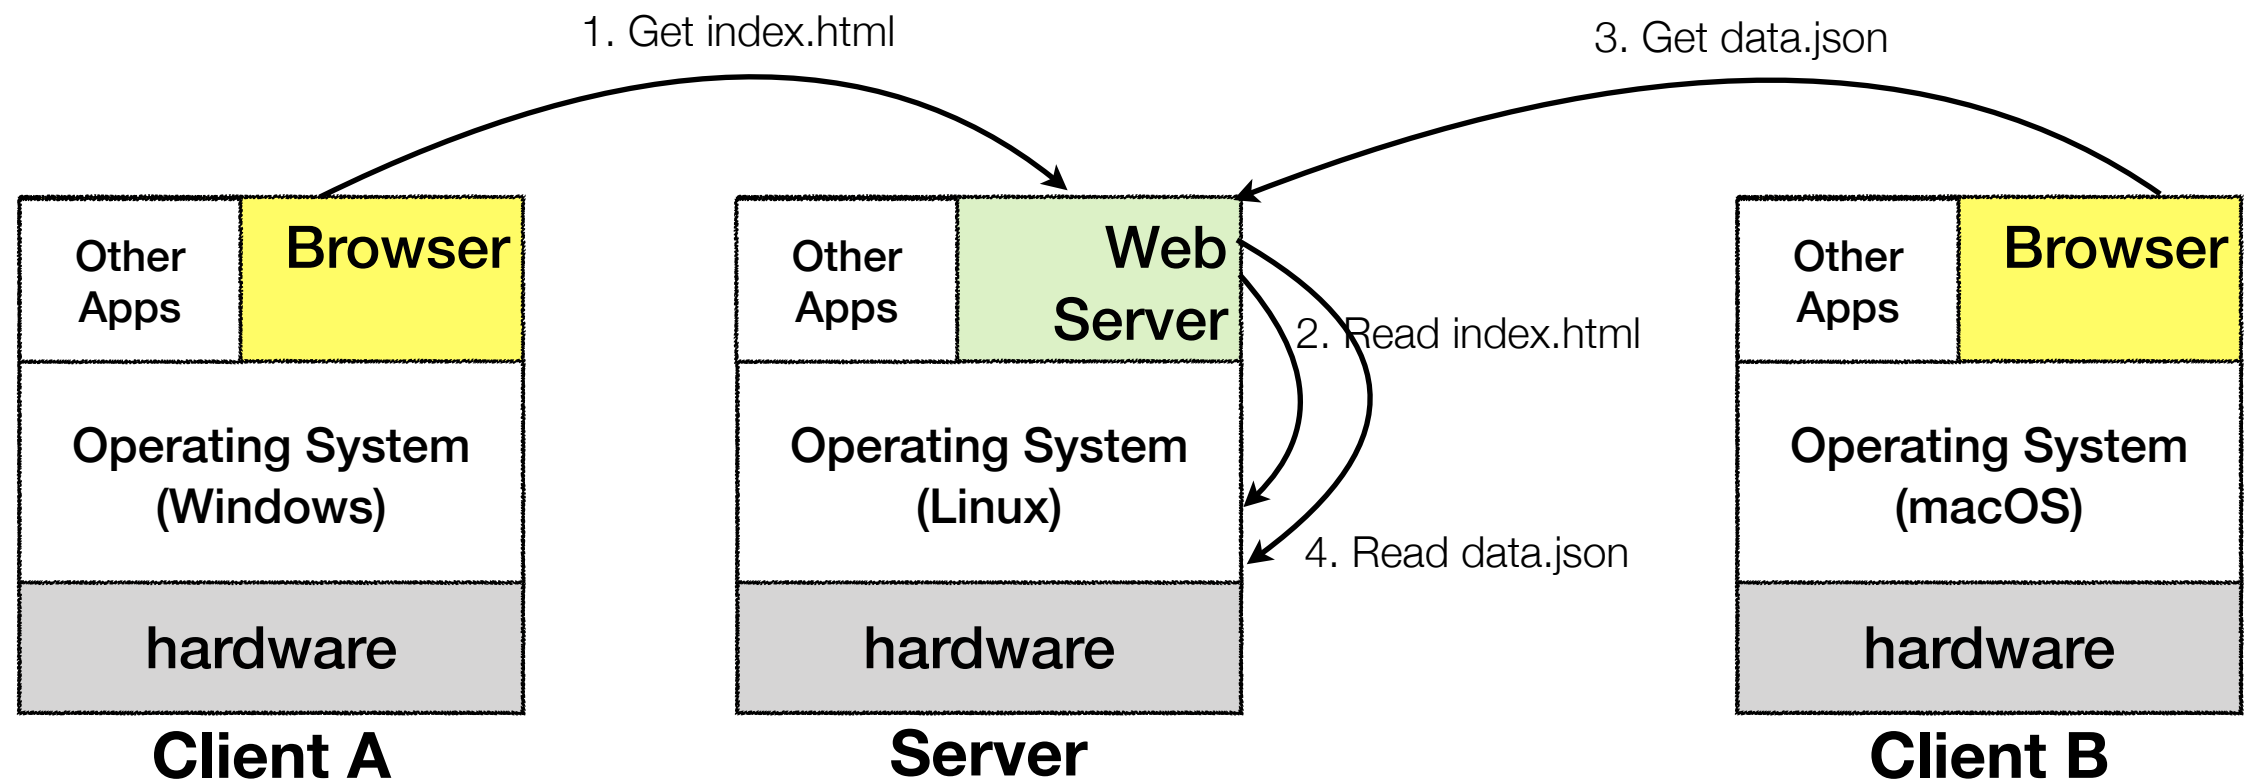 1. Get index.html
3. Get data.json
Other
Apps
Browser
Operating System
(Windows)
hardware
Client A
Other
Apps
Web
Server
2. Read index.html
Operating System
(Linux)
4. Read data.json
hardware
Server
Other
Apps
Browser
Operating System
(macOS)
hardware
Client B